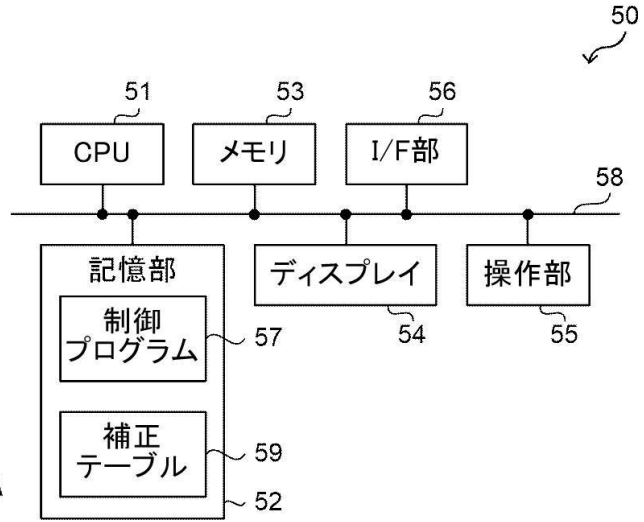 50
51
53
56
CPU
メモリ
I/F部
58
記憶部
ディスプレイ
操作部
54
55
制御
プログラム
57
補正
テーブル
59
52